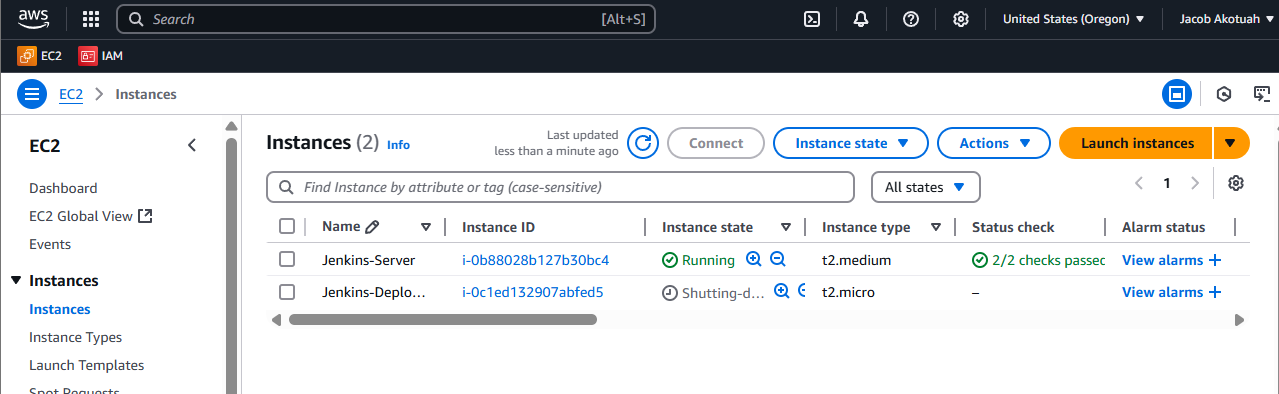 aws
Search [Alt+S] United States (Oregon) Jacob Akotuah
EC2 IAM
EC2 Instances
EC2
Dashboard
EC2 Global View
Events
Instances
Instances
Instance Types
Launch Templates
Spot Requests
Instances (2) Info
Last updated
less than a minute ago
Connect Instance state Actions Launch instances
Find Instance by attribute or tag (case-sensitive) All states 1
Name Instance ID Instance state Instance type Status check Alarm status
Jenkins-Server i-0b88028b127b30bc4 Running t2.medium 2/2 checks passec View alarms +
Jenkins-Deplo... i-0c1ed132907abfed5 Shutting-d... t2.micro – View alarms +